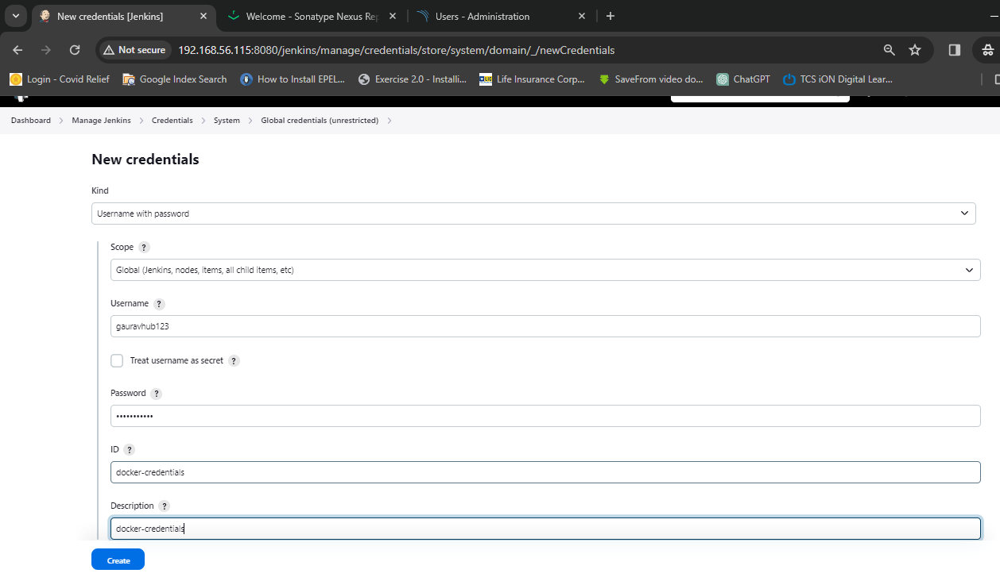 New credentials [Jenkins]
Welcome - Sonatype Nexus Rep
Users - Administration
Not secure
192.168.56.115:8080/jenkins/manage/credentials/store/system/domain/_/newCredentials
Login - Covid Relief
Google Index Search
How to Install EPEL...
Exercise 2.0 - Installi...
Life Insurance Corp...
SaveFrom video do...
ChatGPT
TCS iON Digital Lear...
Dashboard > Manage Jenkins > Credentials > System > Global credentials (unrestricted) >
New credentials
Kind
Username with password
Scope ?
Global (Jenkins, nodes, items, all child items, etc)
Username ?
gauravhub123
Treat username as secret ?
Password ?
•••••••••••
ID ?
docker-credentials
Description ?
docker-credentials
Create